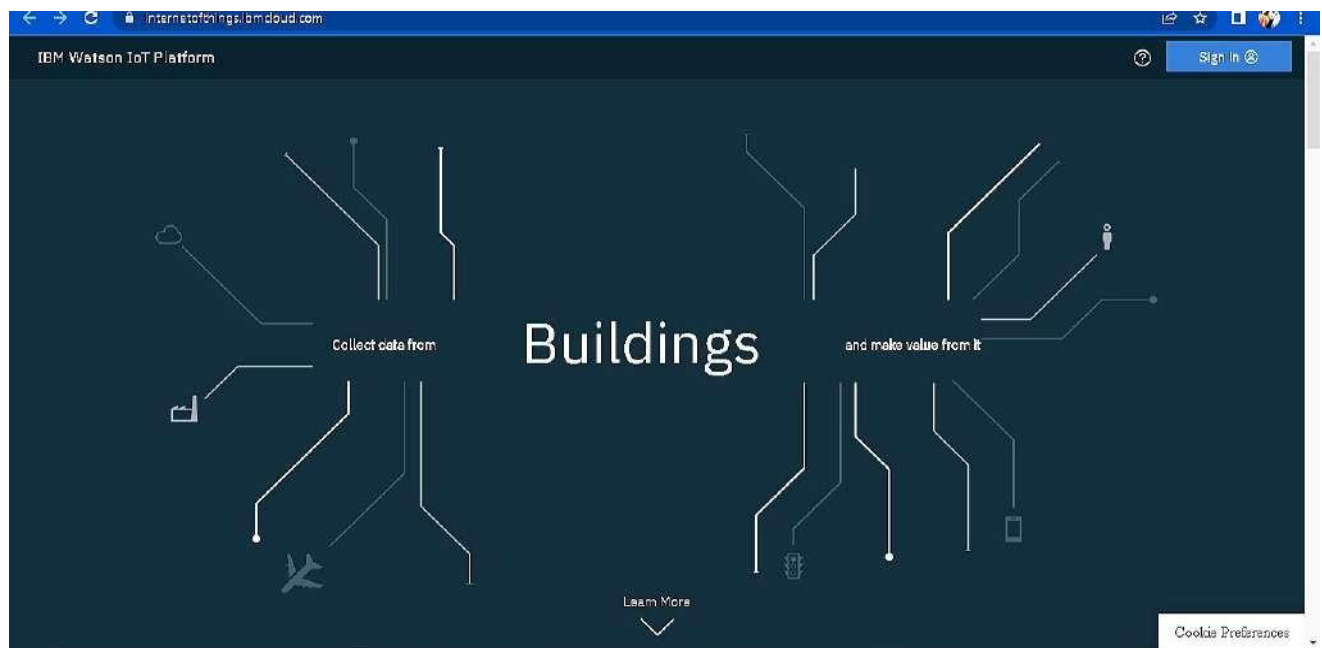 internetofthings.ibmcloud.com
IBM Watson IoT Platform
Sign in
Collect data from
Buildings
and make value from it
Learn More
Cookie Preferences